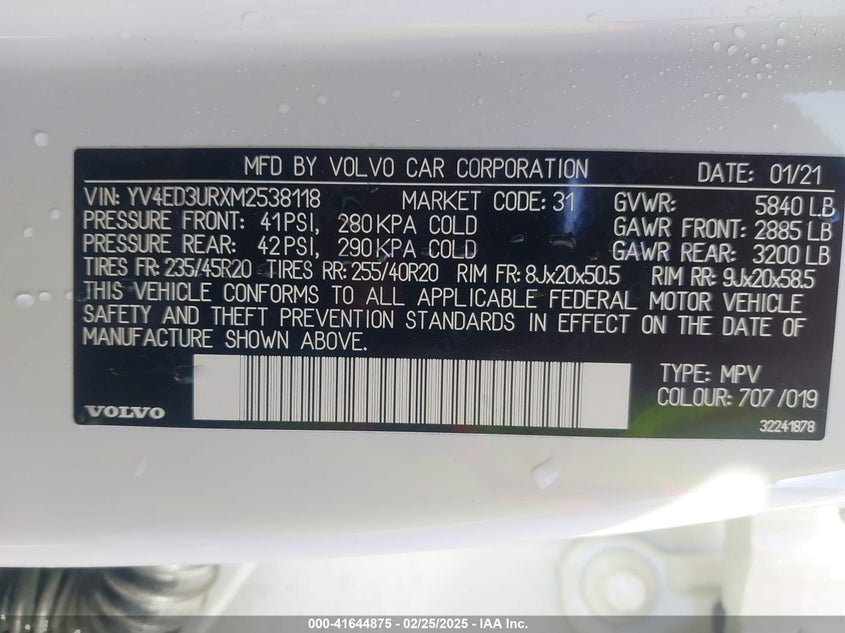 MFD BY VOLVO CAR CORPORATION DATE: 01/21
VIN: YV4ED3URXM2538118 MARKET CODE: 31 GVWR: 5840 LB
PRESSURE FRONT: 41PSI, 280 KPA COLD GAWR FRONT: 2885 LB
PRESSURE REAR: 42PSI, 290 KPA COLD GAWR REAR: 3200 LB
TIRES FR: 235/45R20 TIRES RR: 255/40R20 RIM FR: 8Jx20x50.5 RIM RR: 9Jx20x58.5
THIS VEHICLE CONFORMS TO ALL APPLICABLE FEDERAL MOTOR VEHICLE
SAFETY AND THEFT PREVENTION STANDARDS IN EFFECT ON THE DATE OF
MANUFACTURE SHOWN ABOVE.
TYPE: MPV
COLOUR: 707 /019
VOLVO
32241878
000-41644875 - 02/25/2025 - IAA Inc.